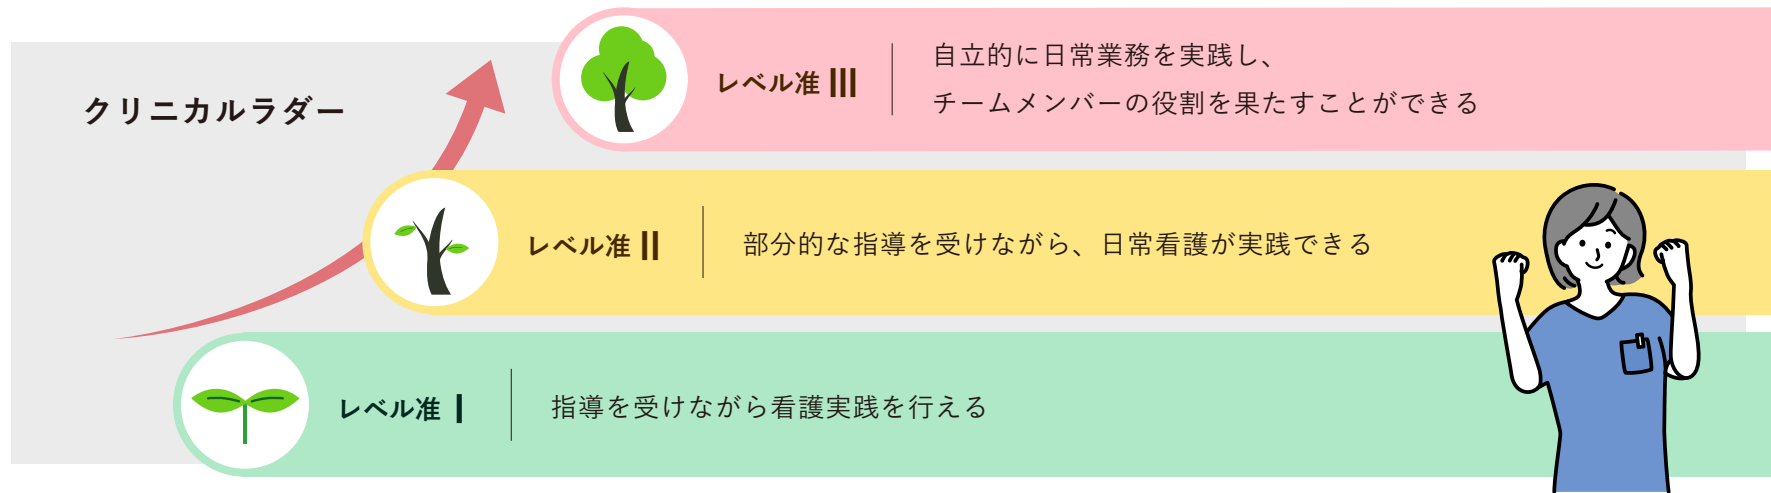 クリニカルラダー
レベル准 III
自立的に日常業務を実践し、
チームメンバーの役割を果たすことができる
レベル准 II
部分的な指導を受けながら、日常看護が実践できる
レベル准 I
指導を受けながら看護実践を行える